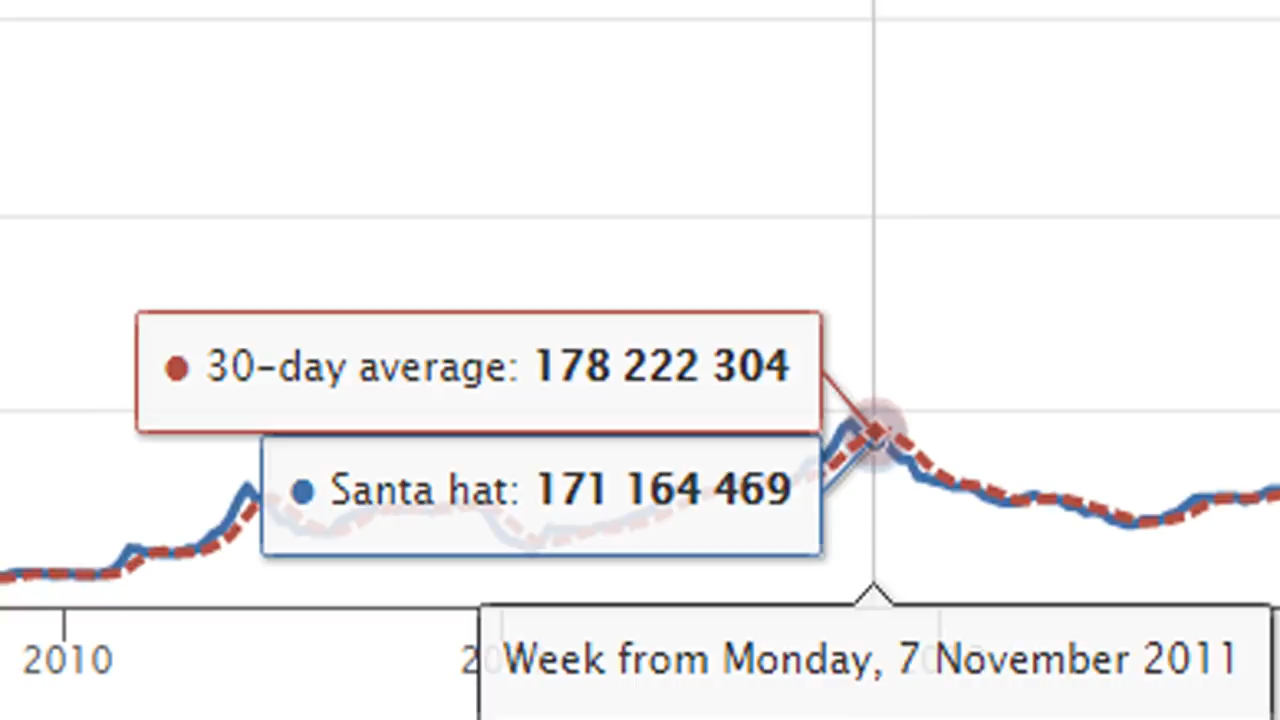 30-day average: 178 222 304
Santa hat: 171 164 469
2010
Week from Monday, 7 November 2011